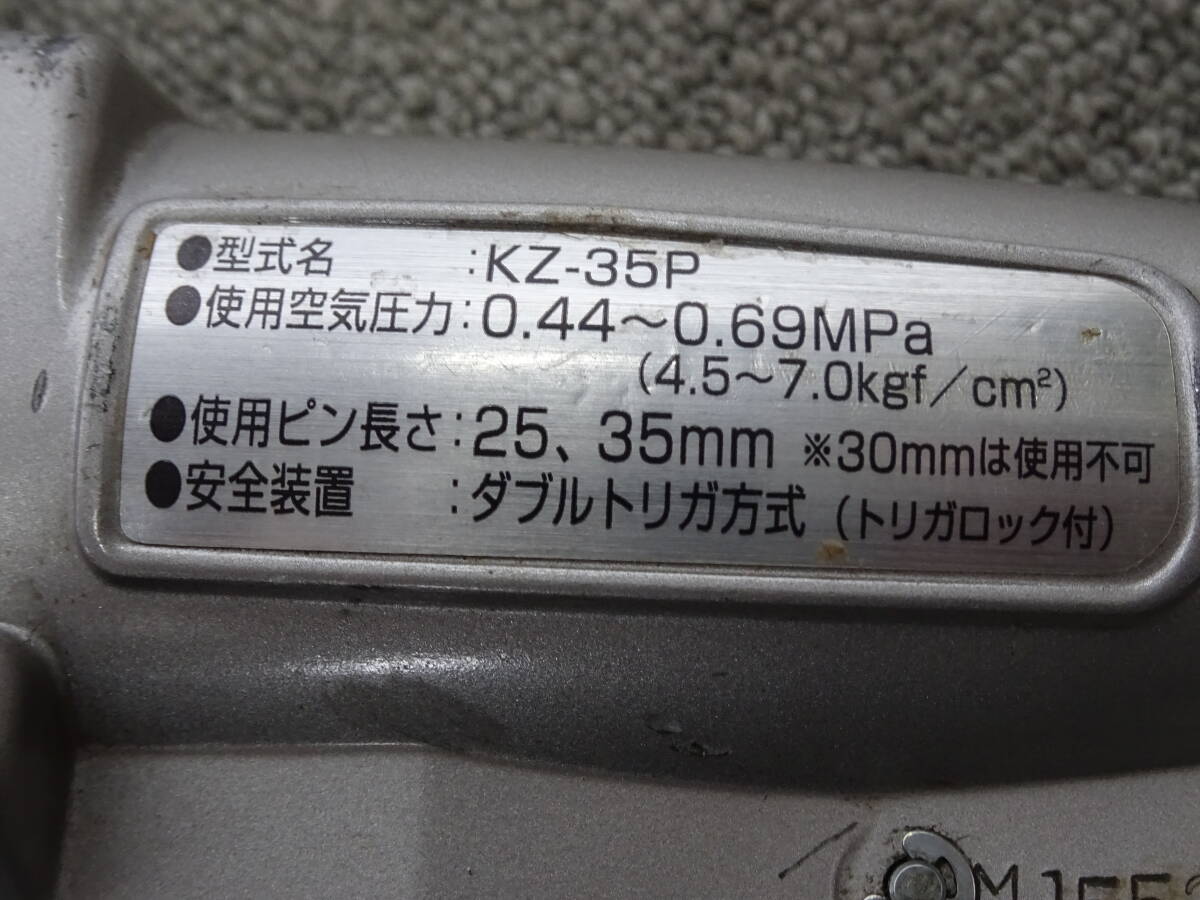 ●型式名 :KZ-35P
●使用空気圧力:0.44～0.69MPa
(4.5～7.0kgf／cm²)
●使用ピン長さ:25、35mm ※30mmは使用不可
●安全装置 :ダブルトリガ方式 (トリガロック付)